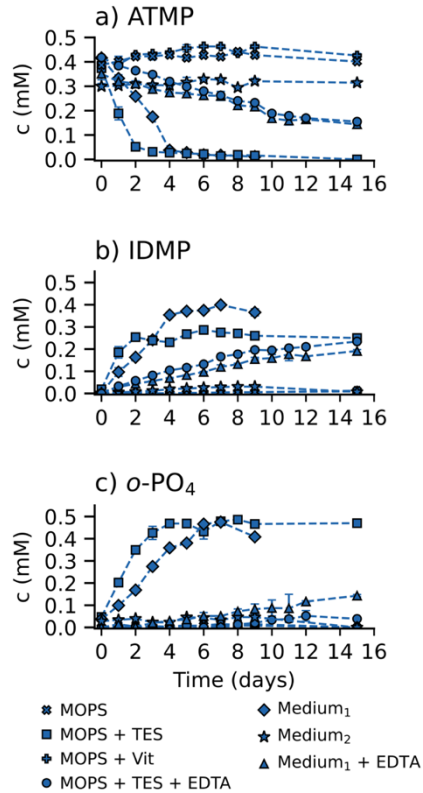 a) ATMP
0.5
0.4
0.3
0.2
0.1
0.0
c (mM)
0 2 4 6 8 10 12 14 16
b) IDMP
0.5
0.4
0.3
0.2
0.1
0.0
c (mM)
0 2 4 6 8 10 12 14 16
c) o-PO₄
0.5
0.4
0.3
0.2
0.1
0.0
c (mM)
0 2 4 6 8 10 12 14 16
Time (days)
MOPS
MOPS + TES
MOPS + Vit
MOPS + TES + EDTA
Medium₁
Medium₂
Medium₁ + EDTA